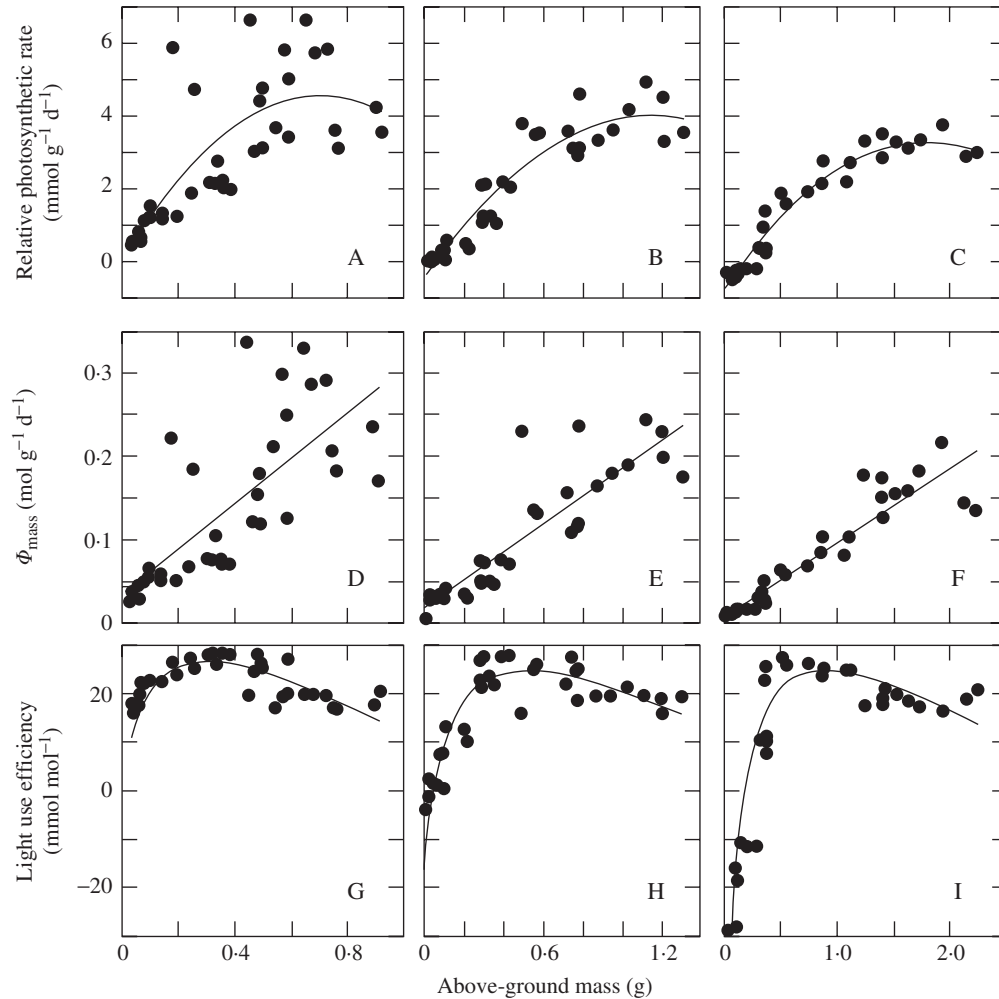 Relative photosynthetic rate
(mmol g⁻¹ d⁻¹)
6
4
2
0
A
B
C
Φmass (mol g⁻¹ d⁻¹)
0·3
0·2
0·1
0
D
E
F
Light use efficiency
(mmol mol⁻¹)
20
0
−20
G
H
I
0 0·4 0·8
0 0·6 1·2
0 1·0 2·0
Above-ground mass (g)